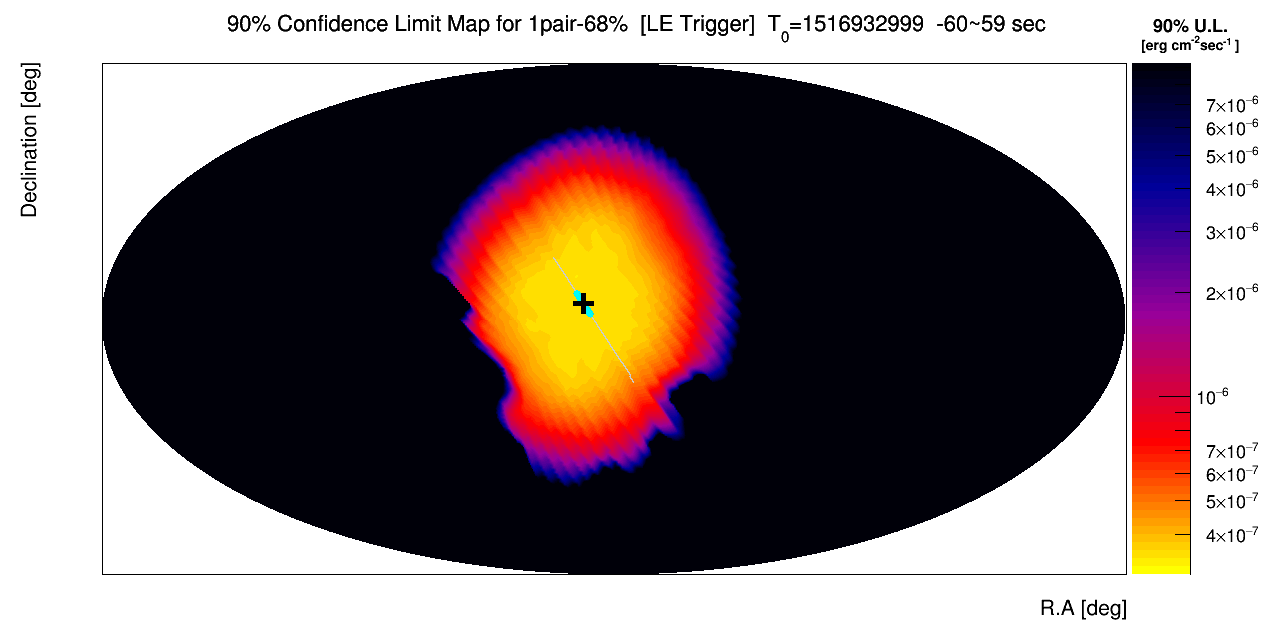 90% Confidence Limit Map for 1pair-68%  [LE Trigger]  T₀=1516932999  -60~59 sec
90% U.L.
[erg cm⁻²sec⁻¹]
Declination [deg]
7×10⁻⁶
6×10⁻⁶
5×10⁻⁶
4×10⁻⁶
3×10⁻⁶
2×10⁻⁶
10⁻⁶
7×10⁻⁷
6×10⁻⁷
5×10⁻⁷
4×10⁻⁷
R.A [deg]